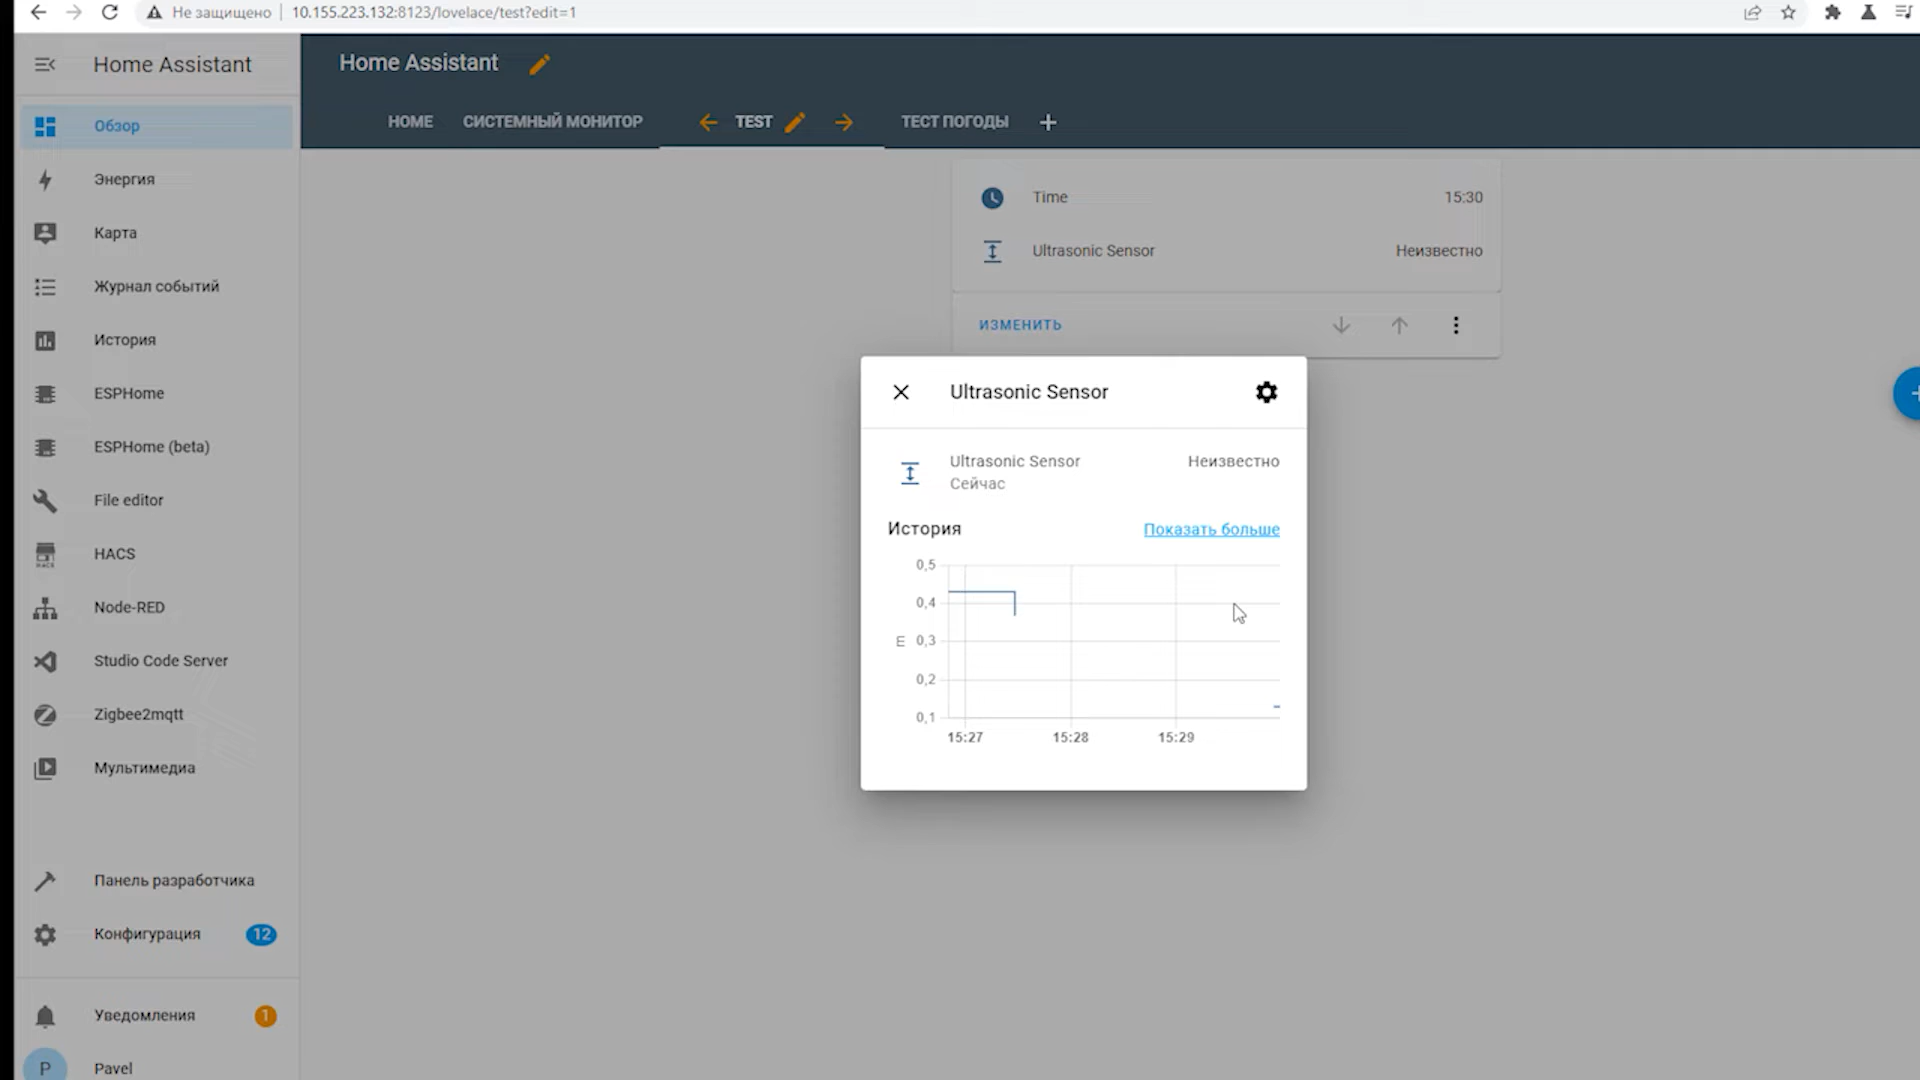 Не защищено
10.155.223.132:8123/lovelace/test?edit=1
Home Assistant
Home Assistant
HOME
СИСТЕМНЫЙ МОНИТОР
TEST
ТЕСТ ПОГОДЫ
Обзор
Энергия
Карта
Журнал событий
История
ESPHome
ESPHome (beta)
File editor
HACS
HACS
Node-RED
Studio Code Server
Zigbee2mqtt
Мультимедиа
Панель разработчика
Конфигурация 12
Уведомления 1
P Pavel
Time 15:30
Ultrasonic Sensor Неизвестно
ИЗМЕНИТЬ
Ultrasonic Sensor
Ultrasonic Sensor Неизвестно
Сейчас
История Показать больше
0,5
0,4
m 0,3
0,2
0,1
15:27 15:28 15:29